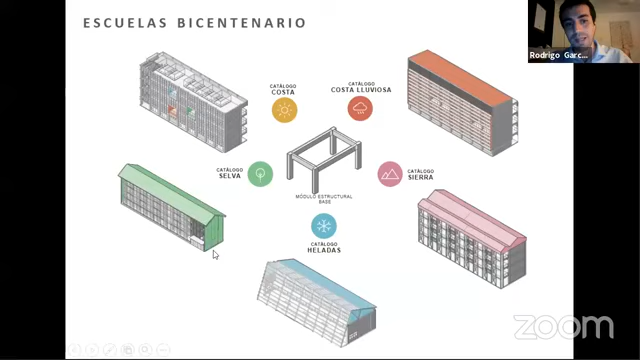 ESCUELAS BICENTENARIO
Rodrigo Garc...
CATÁLOGO
COSTA
CATÁLOGO
COSTA LLUVIOSA
CATÁLOGO
SELVA
CATÁLOGO
SIERRA
MÓDULO ESTRUCTURAL
BASE
CATÁLOGO
HELADAS
zoom